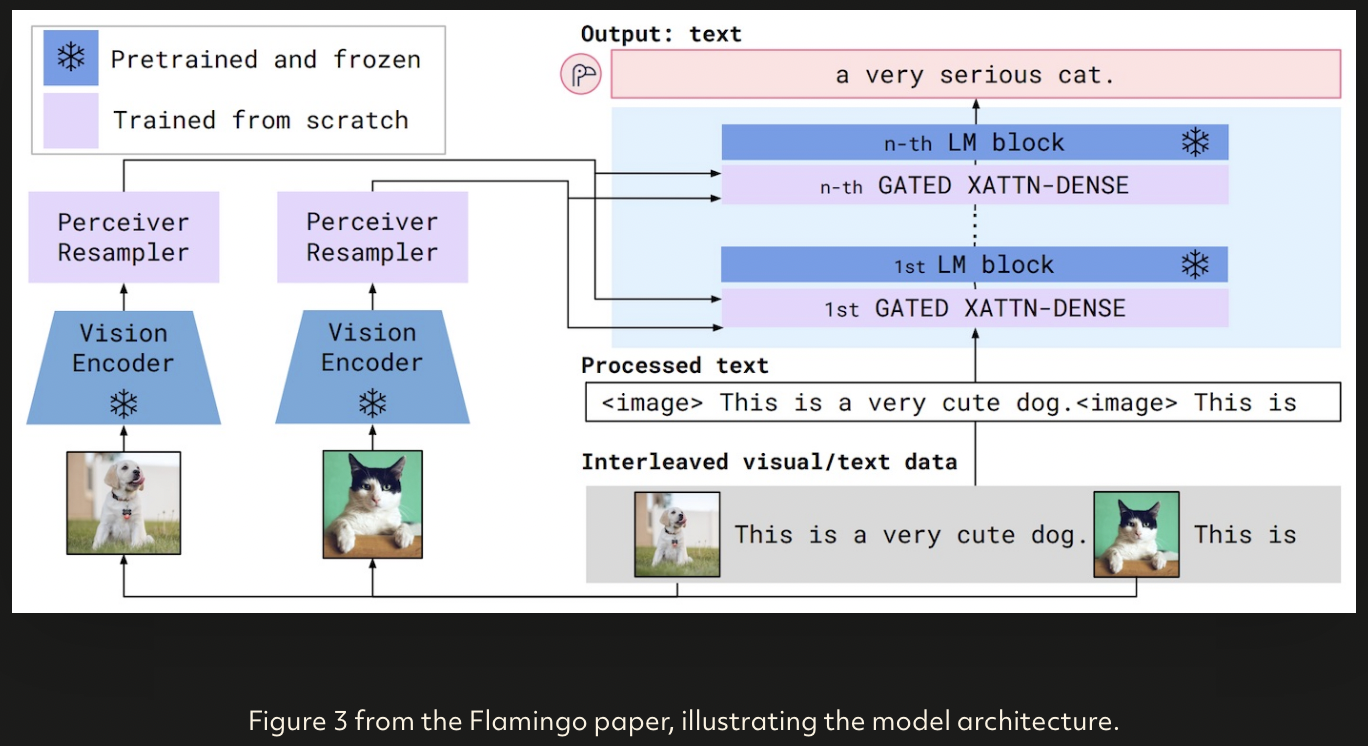 Pretrained and frozen
Trained from scratch
Output: text
a very serious cat.
n-th LM block
n-th GATED XATTN-DENSE
1st LM block
1st GATED XATTN-DENSE
Perceiver
Resampler
Perceiver
Resampler
Vision
Encoder
Vision
Encoder
Processed text
<image> This is a very cute dog.<image> This is
Interleaved visual/text data
This is a very cute dog.
This is
Figure 3 from the Flamingo paper, illustrating the model architecture.